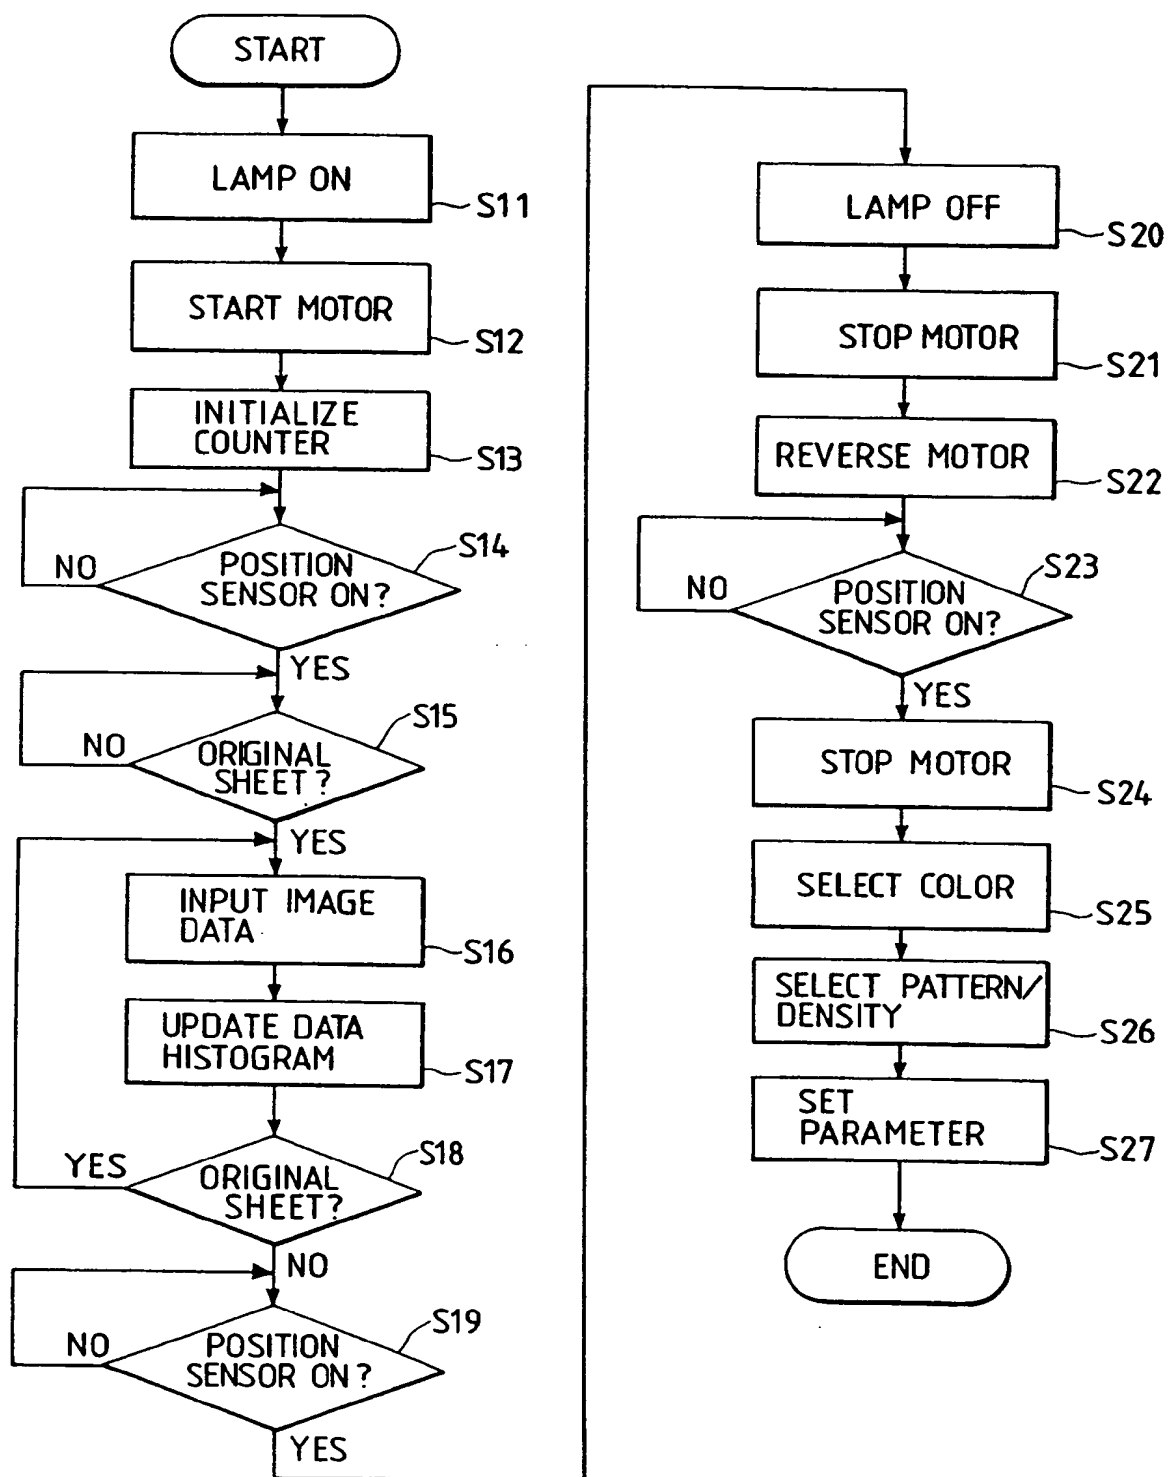 START
LAMP ON
S11
START MOTOR
S12
INITIALIZE
COUNTER
S13
POSITION
SENSOR ON?
S14
NO
YES
ORIGINAL
SHEET?
S15
NO
YES
INPUT IMAGE
DATA
S16
UPDATE DATA
HISTOGRAM
S17
ORIGINAL
SHEET?
S18
YES
NO
POSITION
SENSOR ON?
S19
NO
YES
LAMP OFF
S20
STOP MOTOR
S21
REVERSE MOTOR
S22
POSITION
SENSOR ON?
S23
NO
YES
STOP MOTOR
S24
SELECT COLOR
S25
SELECT PATTERN/
DENSITY
S26
SET
PARAMETER
S27
END